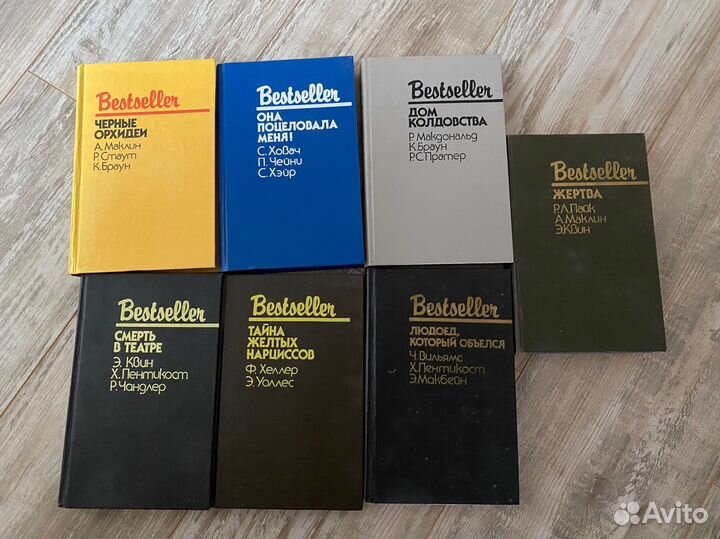 Bestseller
ЧЕРНЫЕ
ОРХИДЕИ
А. Маклин
Р. Стаут
К. Браун
Bestseller
ОНА
ПОЦЕЛОВАЛА
МЕНЯ!
С. Ховач
П. Чейни
С. Хэйр
Bestseller
ДОМ
КОЛДОВСТВА
Р. Макдональд
К. Браун
Р.С. Пратер
Bestseller
ЖЕРТВА
Р.Л. Пайк
А. Маклин
Э. Квин
Bestseller
СМЕРТЬ
В ТЕАТРЕ
Э. Квин
Х. Пентикост
Р. Чандлер
Bestseller
ТАЙНА
ЖЕЛТЫХ
НАРЦИССОВ
Ф. Хеллер
Э. Уоллес
Bestseller
ЛЮДОЕД,
КОТОРЫЙ ОБЪЕЛСЯ
Ч. Вильямс
Х. Пентикост
Э. Макбейн
Avito